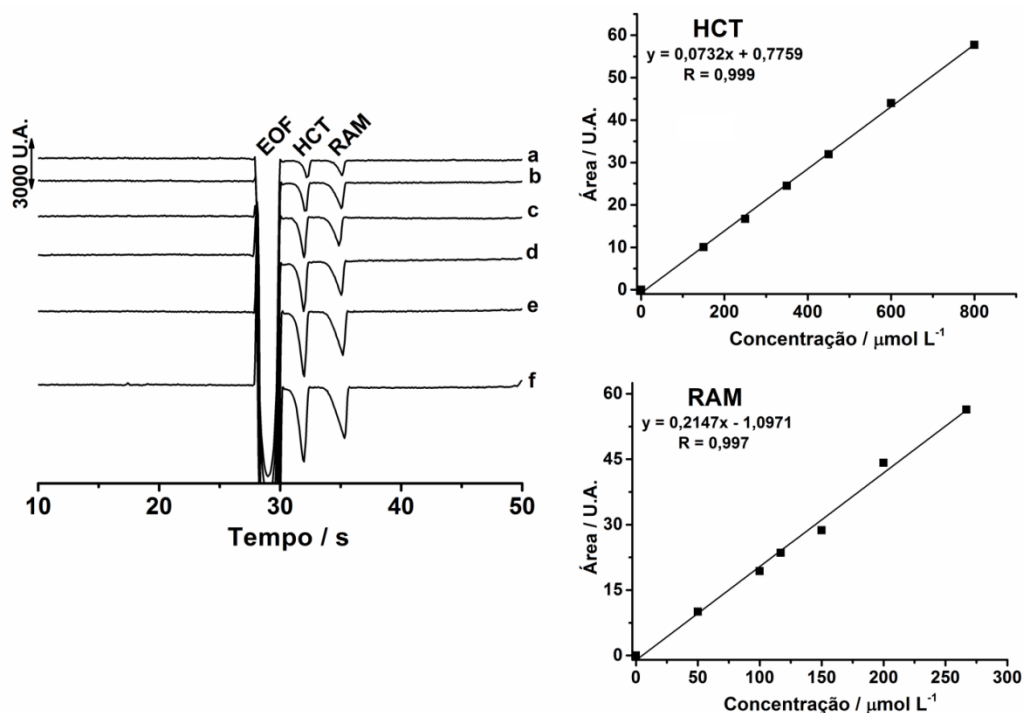 3000 U.A.
EOF
HCT
RAM
a
b
c
d
e
f
10
20
30
40
50
Tempo / s
HCT
y = 0,0732x + 0,7759
R = 0,999
60
50
40
30
20
10
0
Área / U.A.
0
200
400
600
800
Concentração / µmol L⁻¹
RAM
y = 0,2147x - 1,0971
R = 0,997
60
45
30
15
0
Área / U.A.
0
50
100
150
200
250
300
Concentração / µmol L⁻¹